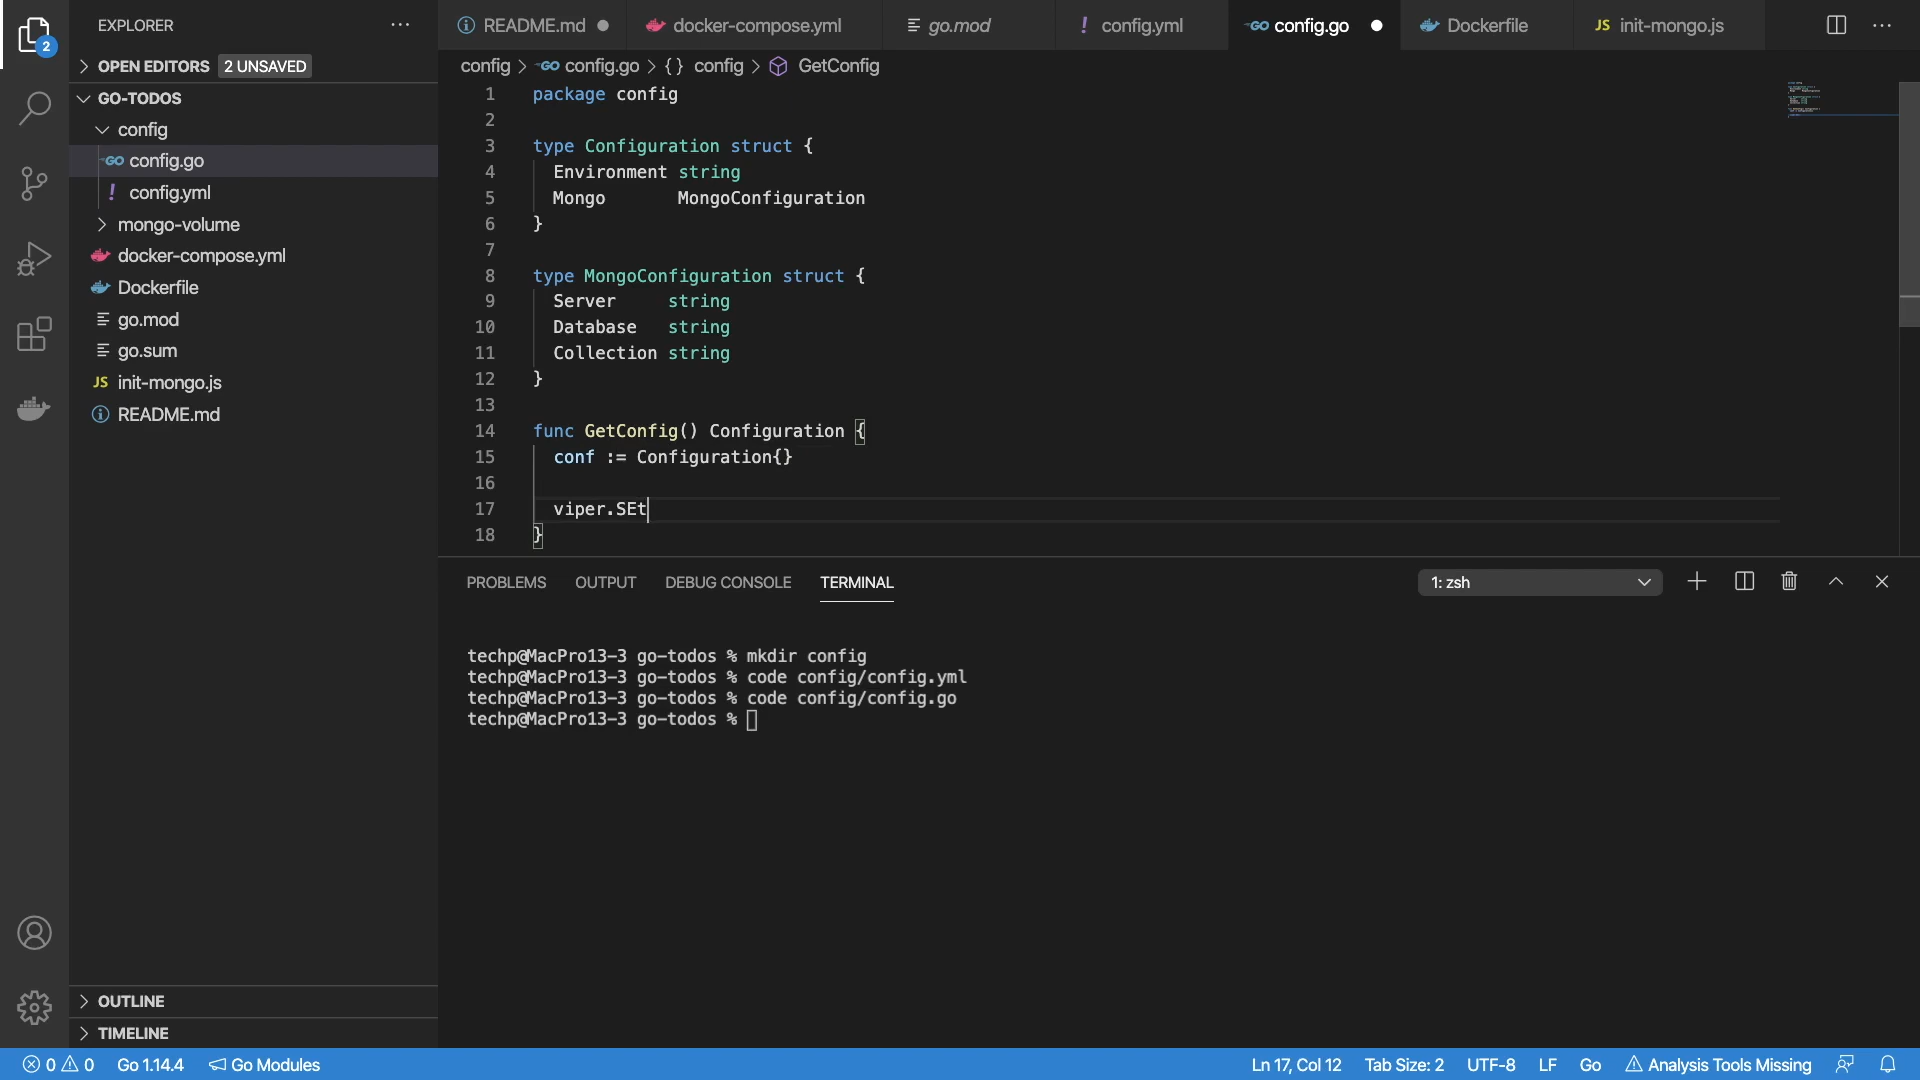 EXPLORER
2
OPEN EDITORS 2 UNSAVED
GO-TODOS
config
GO config.go
! config.yml
mongo-volume
docker-compose.yml
Dockerfile
go.mod
go.sum
JS init-mongo.js
README.md
OUTLINE
TIMELINE
README.md docker-compose.yml go.mod ! config.yml GO config.go Dockerfile JS init-mongo.js
config > GO config.go > {} config > GetConfig
1 package config
2
3 type Configuration struct {
4 Environment string
5 Mongo MongoConfiguration
6 }
7
8 type MongoConfiguration struct {
9 Server string
10 Database string
11 Collection string
12 }
13
14 func GetConfig() Configuration {
15 conf := Configuration{}
16
17 viper.SEt
18 }
PROBLEMS OUTPUT DEBUG CONSOLE TERMINAL 1: zsh
techp@MacPro13-3 go-todos % mkdir config
techp@MacPro13-3 go-todos % code config/config.yml
techp@MacPro13-3 go-todos % code config/config.go
techp@MacPro13-3 go-todos %
0 0 Go 1.14.4 Go Modules Ln 17, Col 12 Tab Size: 2 UTF-8 LF Go Analysis Tools Missing